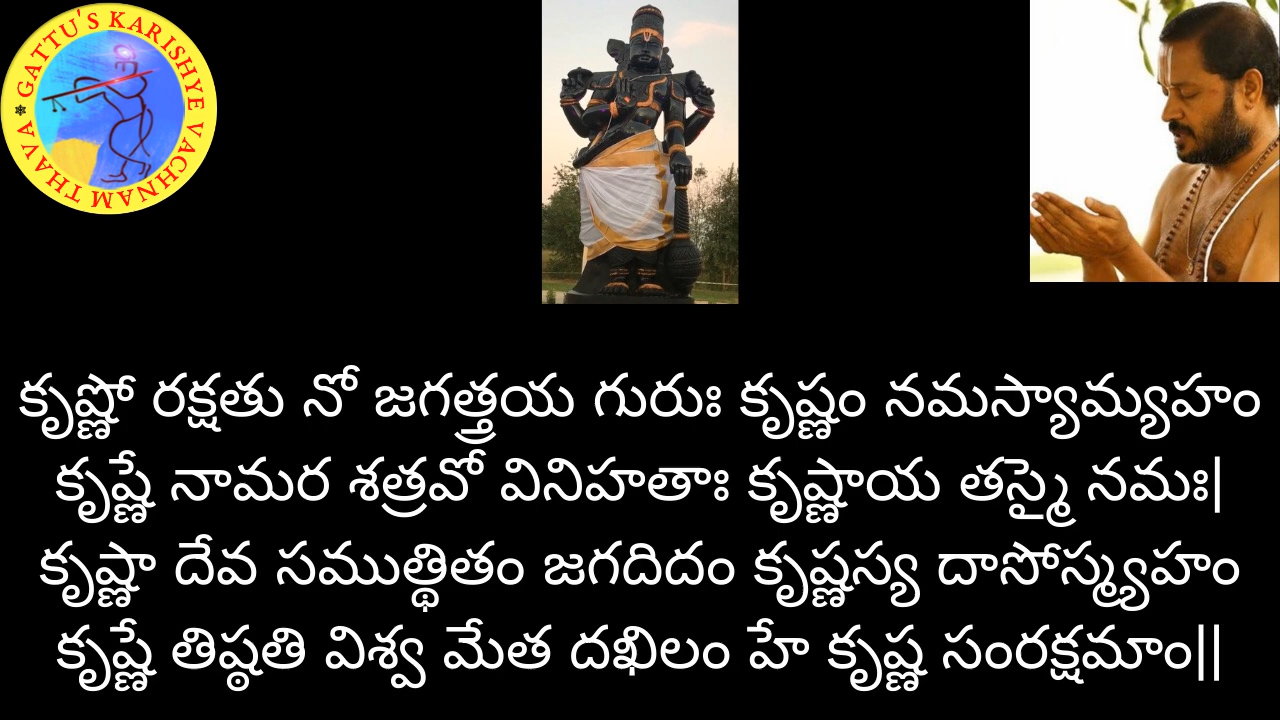 GATTU'S KARISHYE VACHNAM THAVA
కృష్ణో రక్షతు నో జగత్త్రయ గురుః కృష్ణం నమస్యామ్యహం
కృష్ణే నామర శత్రవో వినిహతాః కృష్ణాయ తస్మై నమః|
కృష్ణా దేవ సముత్థితం జగదిదం కృష్ణస్య దాసోస్మ్యహం
కృష్ణే తిష్ఠతి విశ్వ మేత దఖిలం హే కృష్ణ సంరక్షమాం||